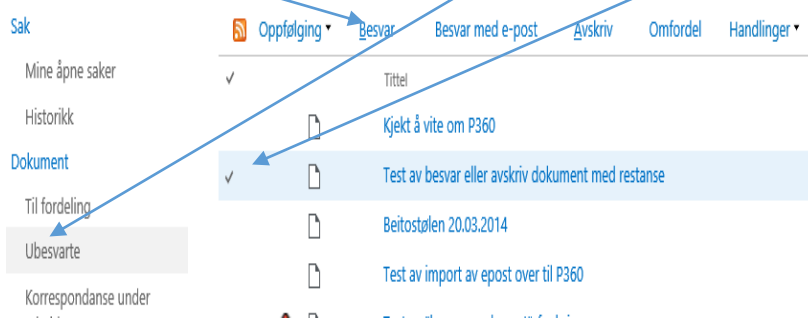 Sak
Oppfølging Besvar Besvar med e-post Avskriv Omfordel Handlinger
Mine åpne saker
Tittel
Historikk
Kjekt å vite om P360
Dokument
Test av besvar eller avskriv dokument med restanse
Til fordeling
Beitostølen 20.03.2014
Ubesvarte
Test av import av epost over til P360
Korrespondanse under